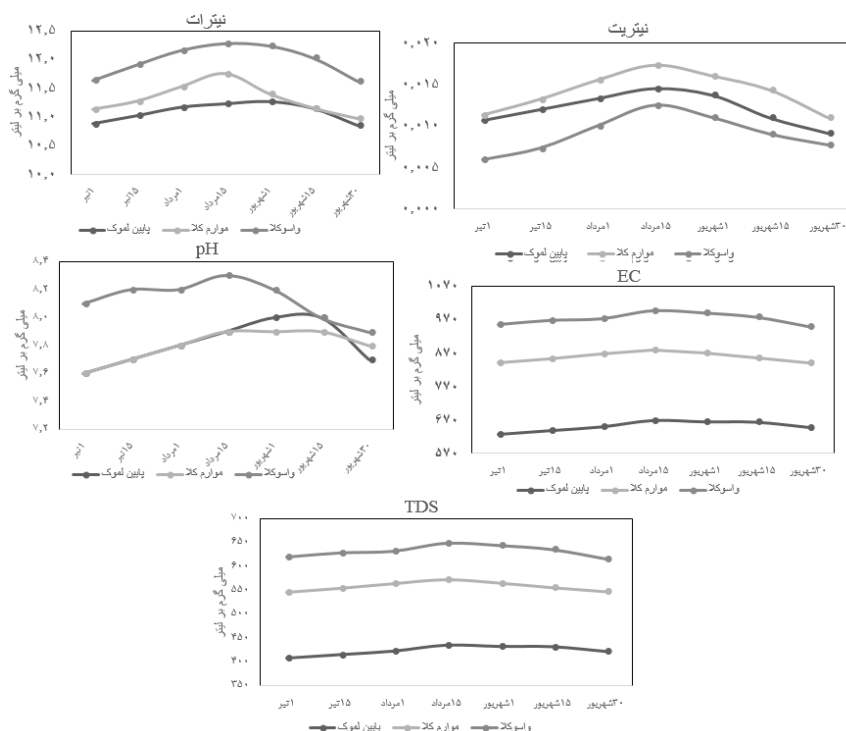 نیترات
۱۲٫۵
۱۲٫۰
۱۱٫۵
۱۱٫۰
۱۰٫۵
۱۰٫۰
میلی گرم بر لیتر
۱تیر
۱۵تیر
۱مرداد
۱۵مرداد
۱شهریور
۱۵شهریور
۳۰شهریور
پایین لموک
موارم کلا
واسوکلا
نیتریت
۰٫۰۲۰
۰٫۰۱۵
۰٫۰۱۰
۰٫۰۰۵
۰٫۰۰۰
میلی گرم بر لیتر
۱تیر
۱۵تیر
۱مرداد
۱۵مرداد
۱شهریور
۱۵شهریور
۳۰شهریور
پایین لموک
موارم کلا
واسوکلا
pH
۸٫۴
۸٫۲
۸٫۰
۷٫۸
۷٫۶
۷٫۴
۷٫۲
میلی گرم بر لیتر
۱تیر
۱۵تیر
۱مرداد
۱۵مرداد
۱شهریور
۱۵شهریور
۳۰شهریور
پایین لموک
موارم کلا
واسوکلا
EC
۱۰۷۰
۹۷۰
۸۷۰
۷۷۰
۶۷۰
۵۷۰
میلی گرم بر لیتر
۱تیر
۱۵تیر
۱مرداد
۱۵مرداد
۱شهریور
۱۵شهریور
۳۰شهریور
پایین لموک
موارم کلا
واسوکلا
TDS
۷۰۰
۶۵۰
۶۰۰
۵۵۰
۵۰۰
۴۵۰
۴۰۰
۳۵۰
میلی گرم بر لیتر
۱تیر
۱۵تیر
۱مرداد
۱۵مرداد
۱شهریور
۱۵شهریور
۳۰شهریور
پایین لموک
موارم کلا
واسوکلا